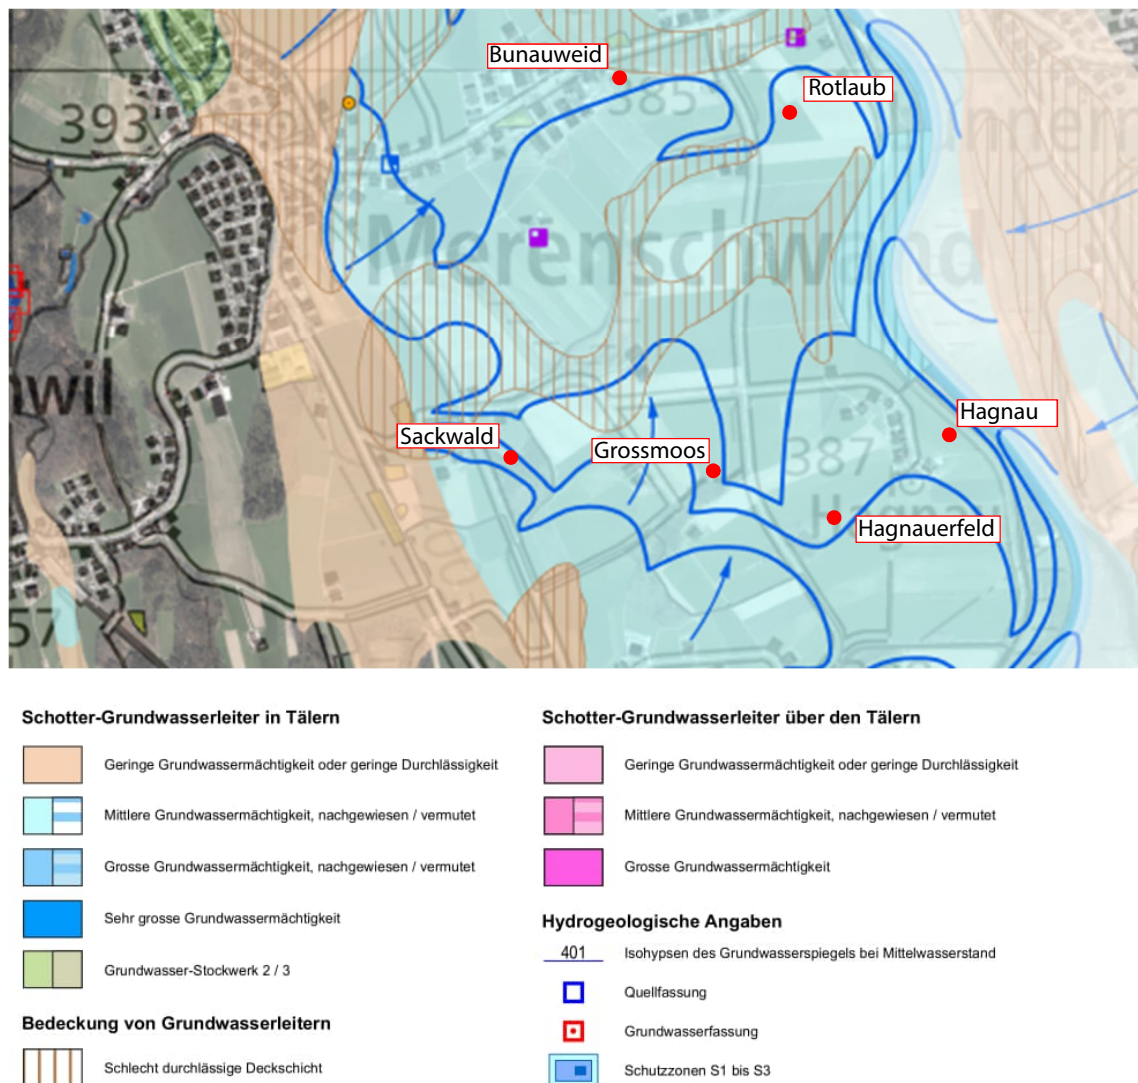 Bunauweid
385
Rotlaub
393
Merenschwand
nwil
Sackwald
Grossmoos
387
Hagnau
Hagnauerfeld
57
Schotter-Grundwasserleiter in Tälern
Geringe Grundwassermächtigkeit oder geringe Durchlässigkeit
Mittlere Grundwassermächtigkeit, nachgewiesen / vermutet
Grosse Grundwassermächtigkeit, nachgewiesen / vermutet
Sehr grosse Grundwassermächtigkeit
Grundwasser-Stockwerk 2 / 3
Bedeckung von Grundwasserleitern
Schlecht durchlässige Deckschicht
Schotter-Grundwasserleiter über den Tälern
Geringe Grundwassermächtigkeit oder geringe Durchlässigkeit
Mittlere Grundwassermächtigkeit, nachgewiesen / vermutet
Grosse Grundwassermächtigkeit
Hydrogeologische Angaben
401 Isohypsen des Grundwasserspiegels bei Mittelwasserstand
Quellfassung
Grundwasserfassung
Schutzzonen S1 bis S3